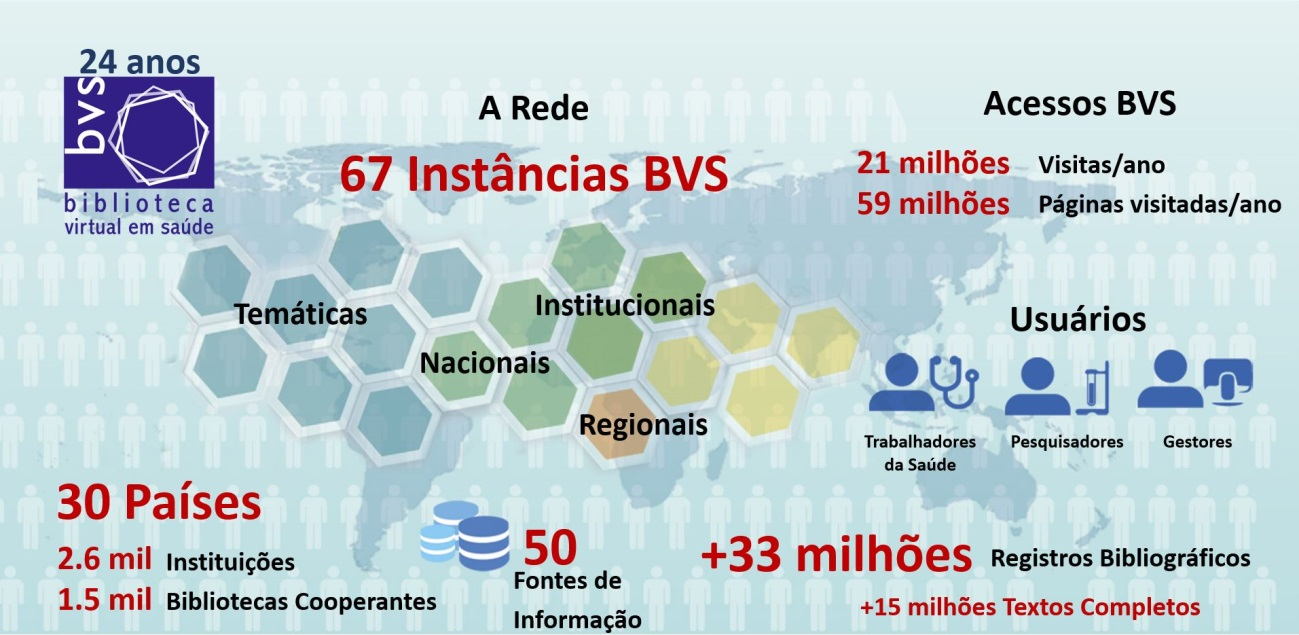 24 anos
bvs
biblioteca
virtual em saúde
A Rede
67 Instâncias BVS
Acessos BVS
21 milhões Visitas/ano
59 milhões Páginas visitadas/ano
Temáticas
Institucionais
Nacionais
Regionais
Usuários
Trabalhadores
da Saúde
Pesquisadores
Gestores
30 Países
2.6 mil Instituições
1.5 mil Bibliotecas Cooperantes
50
Fontes de
Informação
+33 milhões Registros Bibliográficos
+15 milhões Textos Completos